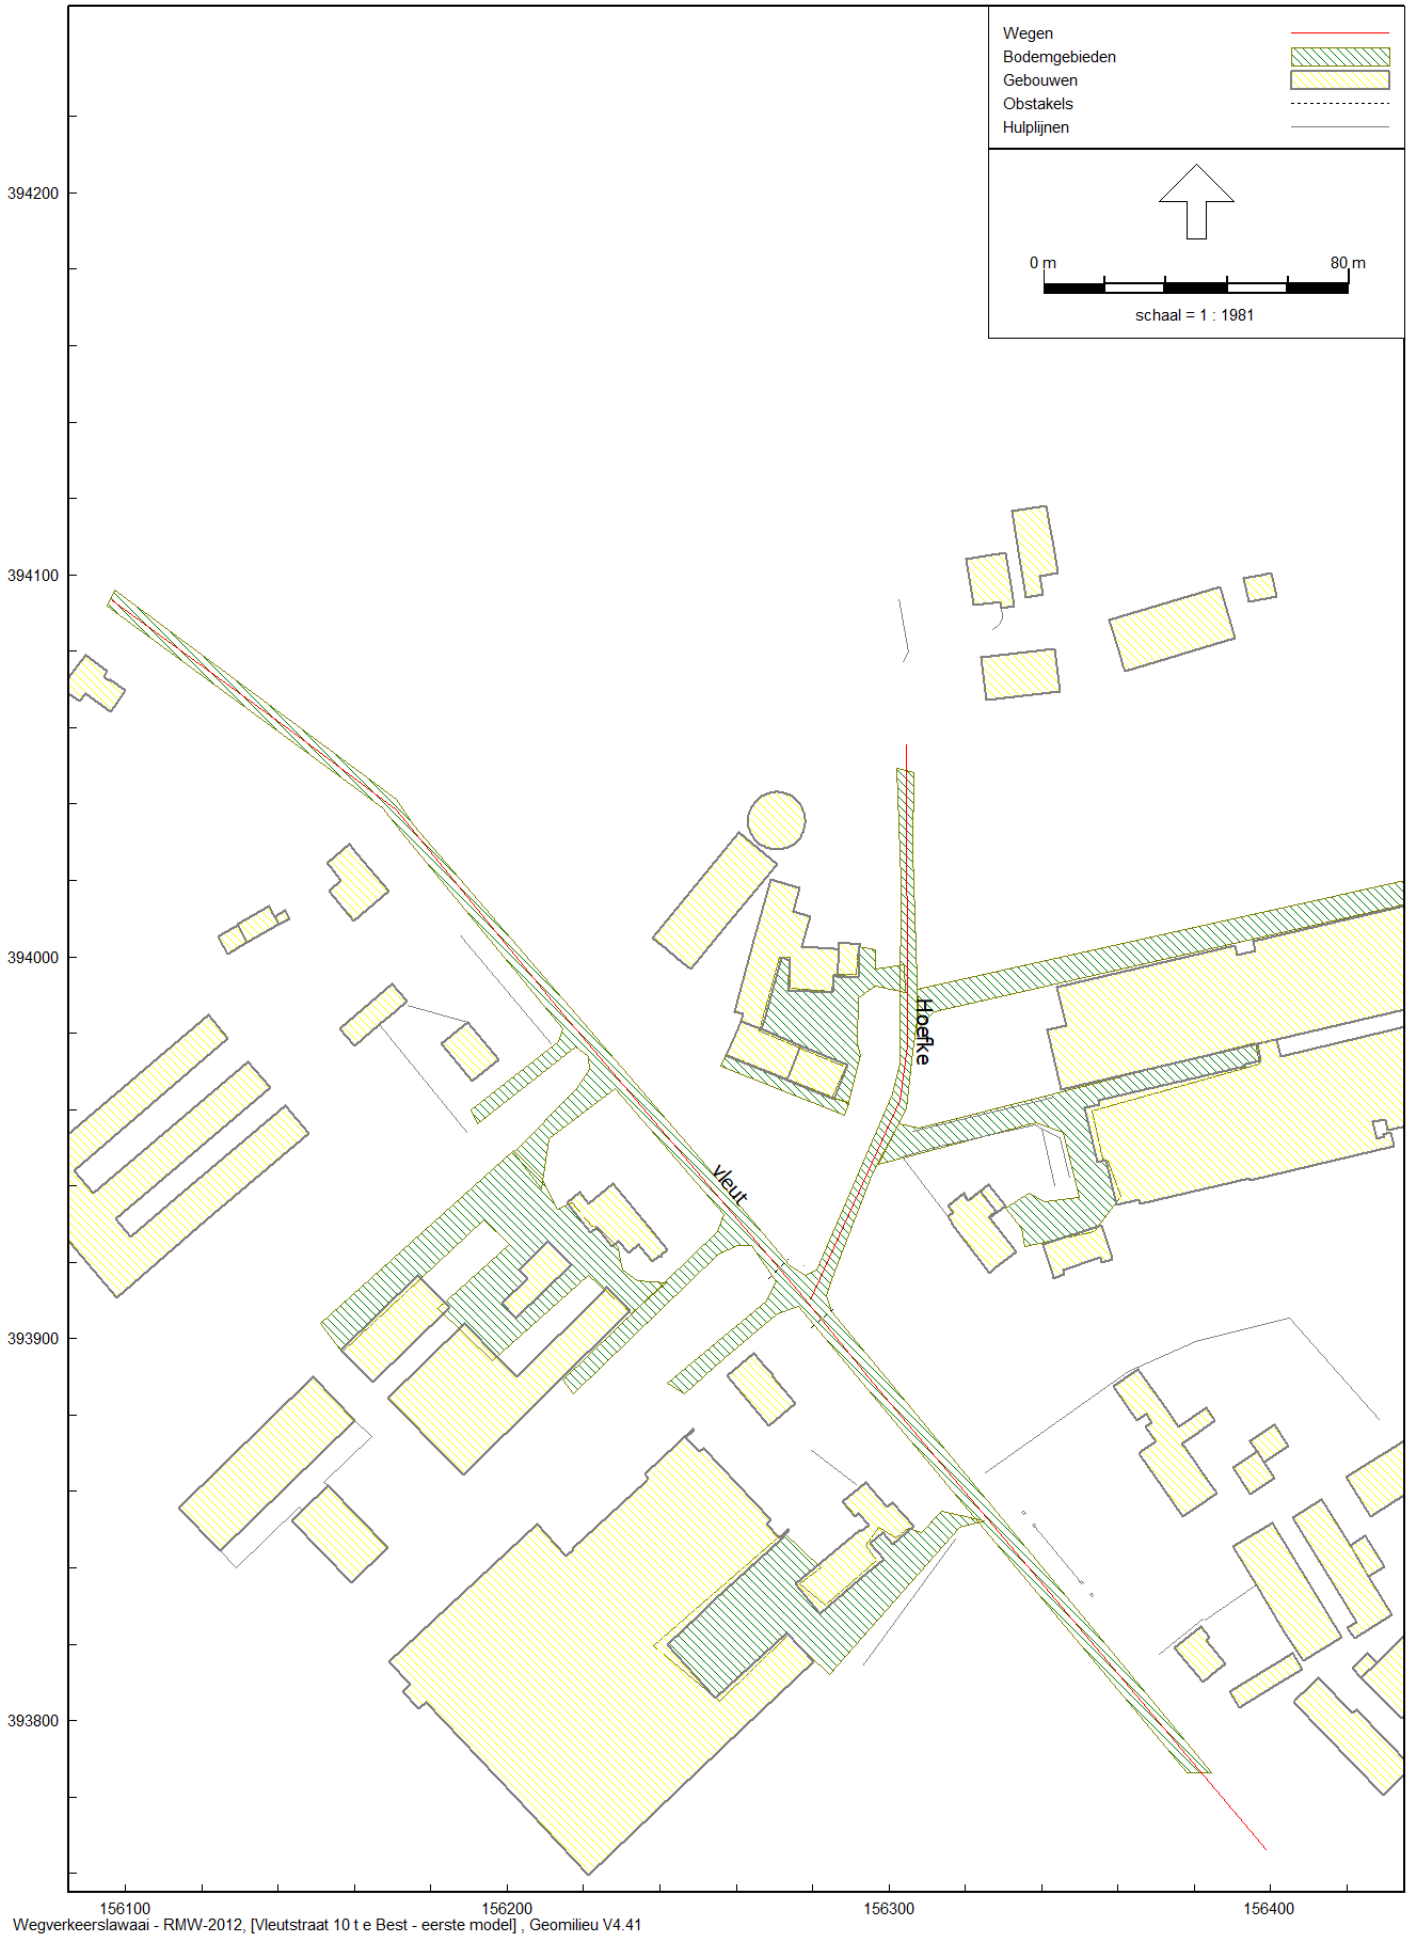 Wegen
Bodemgebieden
Gebouwen
Obstakels
Hulplijnen
0 m 80 m
schaal = 1 : 1981
394200
394100
394000
393900
393800
Hoefke
vleut
156100 156200 156300 156400
Wegverkeerslawaai - RMW-2012, [Vleutstraat 10 t e Best - eerste model] , Geomilieu V4.41